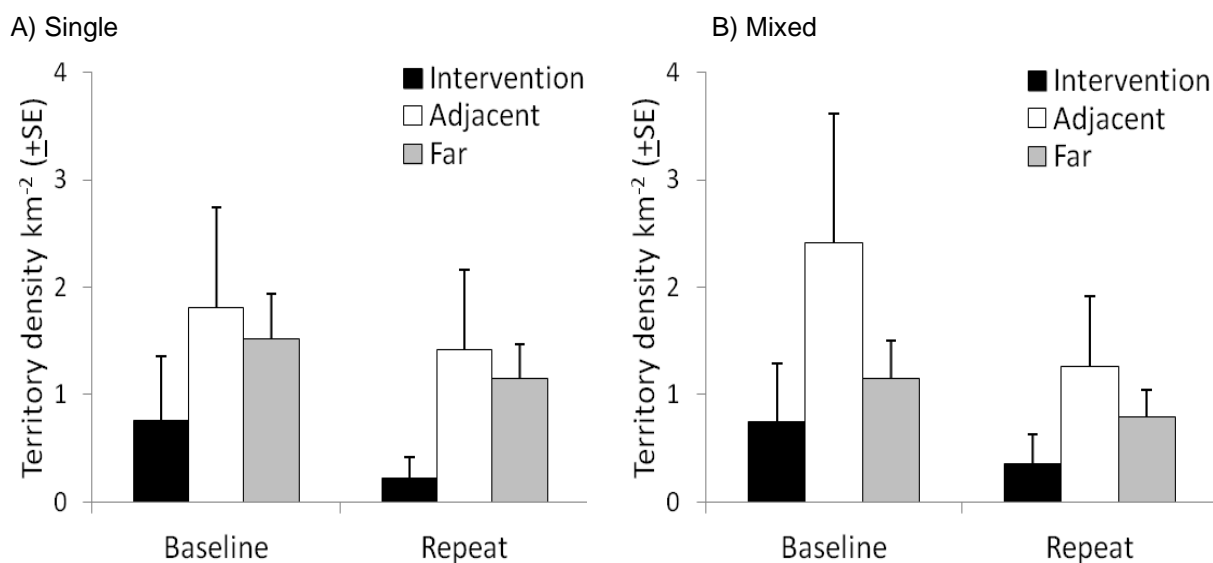 A) Single
Territory density km⁻² (±SE)
4
3
2
1
0
Intervention
Adjacent
Far
Baseline
Repeat
B) Mixed
Territory density km⁻² (±SE)
4
3
2
1
0
Intervention
Adjacent
Far
Baseline
Repeat